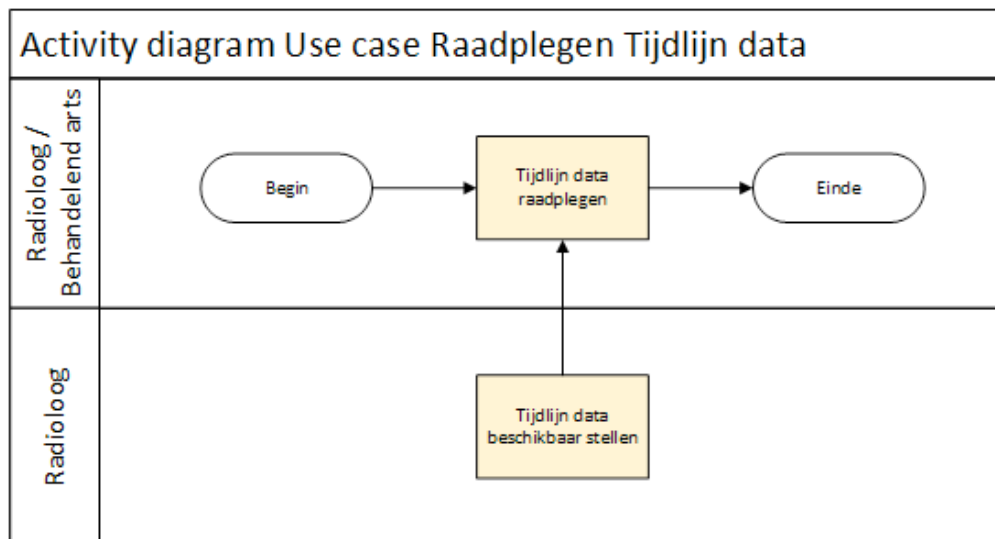 Activity diagram Use case Raadplegen Tijdlijn data
Radioloog /
Behandelend arts
Begin
Tijdlijn data
raadplegen
Einde
Radioloog
Tijdlijn data
beschikbaar stellen